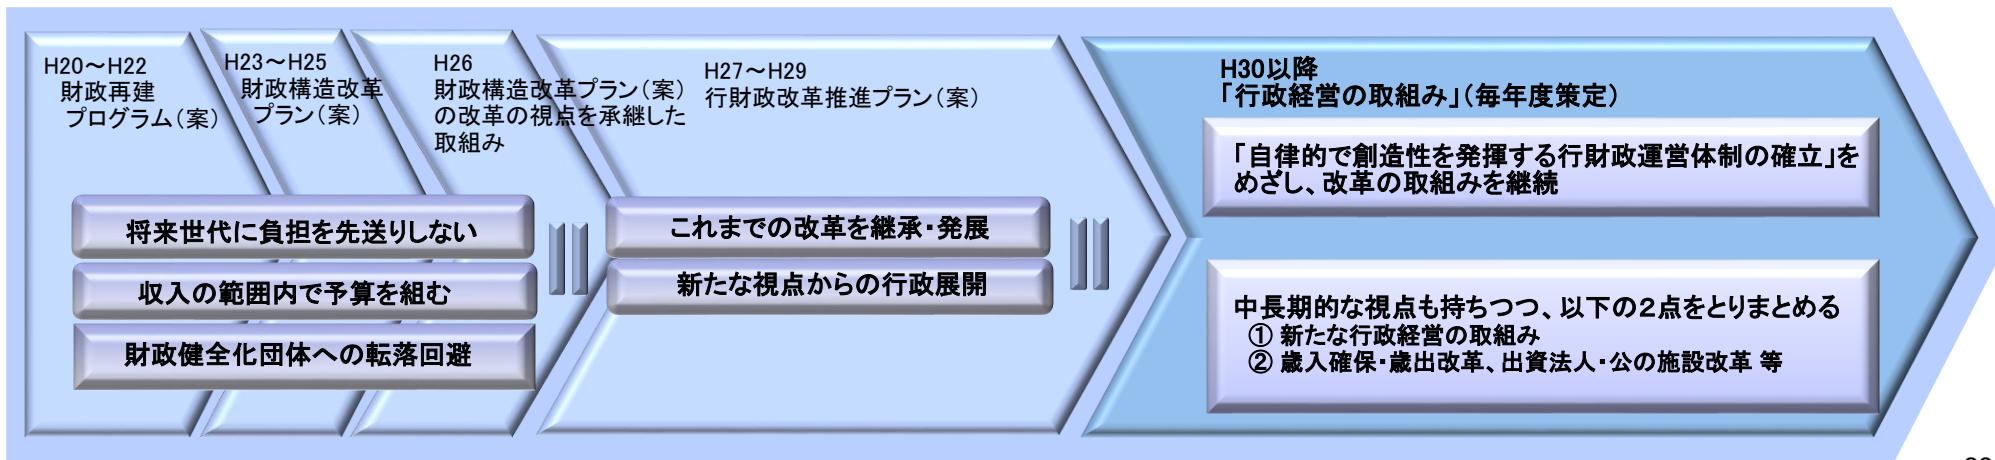 H20～H22
財政再建
プログラム（案）
H23～H25
財政構造改革
プラン（案）
H26
財政構造改革プラン（案）
の改革の視点を承継した
取組み
H27～H29
行財政改革推進プラン（案）
H30以降
「行政経営の取組み」（毎年度策定）
将来世代に負担を先送りしない
収入の範囲内で予算を組む
財政健全化団体への転落回避
これまでの改革を継承・発展
新たな視点からの行政展開
「自律的で創造性を発揮する行財政運営体制の確立」を
めざし、改革の取組みを継続
中長期的な視点も持ちつつ、以下の２点をとりまとめる
① 新たな行政経営の取組み
② 歳入確保・歳出改革、出資法人・公の施設改革 等